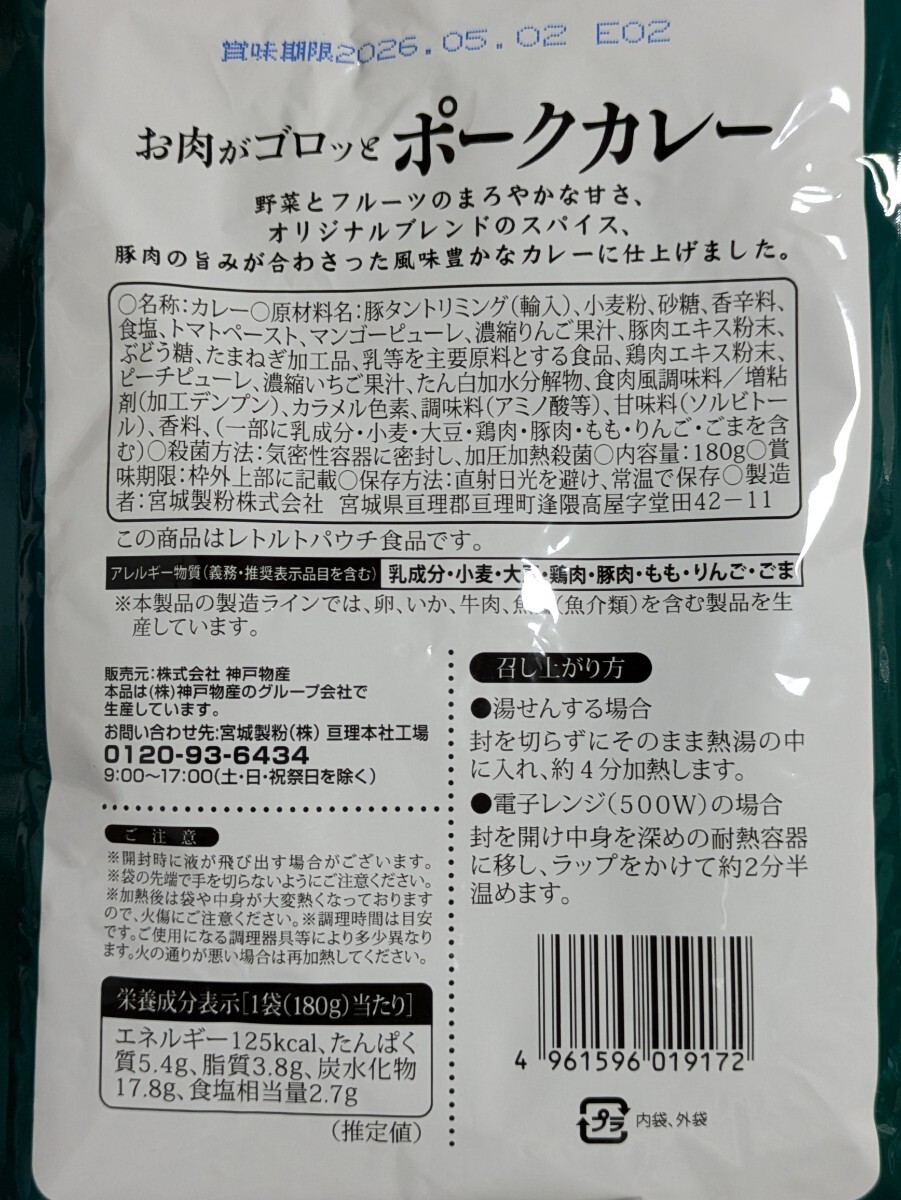 賞味期限2026.05.02 E02
お肉がゴロッとポークカレー
野菜とフルーツのまろやかな甘さ、
オリジナルブレンドのスパイス、
豚肉の旨みが合わさった風味豊かなカレーに仕上げました。
○名称：カレー○原材料名：豚タントリミング（輸入）、小麦粉、砂糖、香辛料、
食塩、トマトペースト、マンゴーピューレ、濃縮りんご果汁、豚肉エキス粉末、
ぶどう糖、たまねぎ加工品、乳等を主要原料とする食品、鶏肉エキス粉末、
ピーチピューレ、濃縮いちご果汁、たん白加水分解物、食肉風調味料／増粘
剤（加工デンプン）、カラメル色素、調味料（アミノ酸等）、甘味料（ソルビトー
ル）、香料、（一部に乳成分・小麦・大豆・鶏肉・豚肉・もも・りんご・ごまを含
む）○殺菌方法：気密性容器に密封し、加圧加熱殺菌○内容量：180g○賞
味期限：枠外上部に記載○保存方法：直射日光を避け、常温で保存○製造
者：宮城製粉株式会社 宮城県亘理郡亘理町逢隈高屋字堂田42－11
この商品はレトルトパウチ食品です。
アレルギー物質（義務・推奨表示品目を含む） 乳成分・小麦・大豆・鶏肉・豚肉・もも・りんご・ごま
※本製品の製造ラインでは、卵、いか、牛肉、魚（魚介類）を含む製品を生
産しています。
販売元：株式会社 神戸物産
本品は（株）神戸物産のグループ会社で
生産しています。
お問い合わせ先：宮城製粉（株） 亘理本社工場
0120-93-6434
9:00～17:00（土・日・祝祭日を除く）
ご注意
※開封時に液が飛び出す場合がございます。
※袋の先端で手を切らないようにご注意ください。
※加熱後は袋や中身が大変熱くなっております
ので、火傷にご注意ください。※調理時間は目安
です。ご使用になる調理器具等により多少異なり
ます。火の通りが悪い場合は再加熱してください。
栄養成分表示［1袋（180g）当たり］
エネルギー125kcal、たんぱく
質5.4g、脂質3.8g、炭水化物
17.8g、食塩相当量2.7g
（推定値）
召し上がり方
●湯せんする場合
封を切らずにそのまま熱湯の中
に入れ、約4分加熱します。
●電子レンジ（500W）の場合
封を開け中身を深めの耐熱容器
に移し、ラップをかけて約2分半
温めます。
4 961596 019172
プラ 内袋、外袋